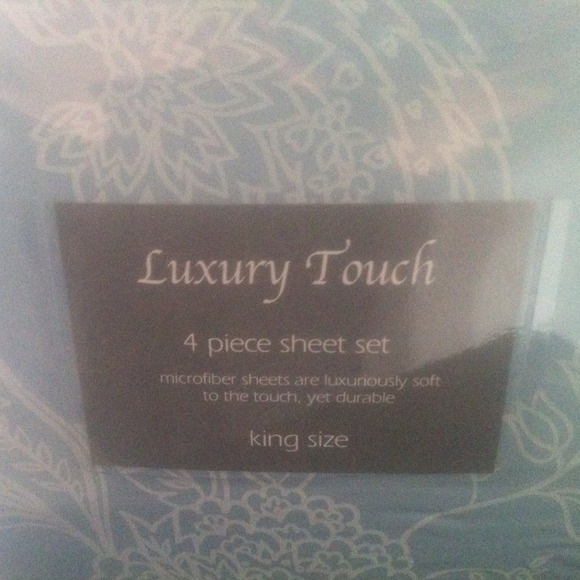 Luxury Touch
4 piece sheet set
microfiber sheets are luxuriously soft
to the touch, yet durable
king size